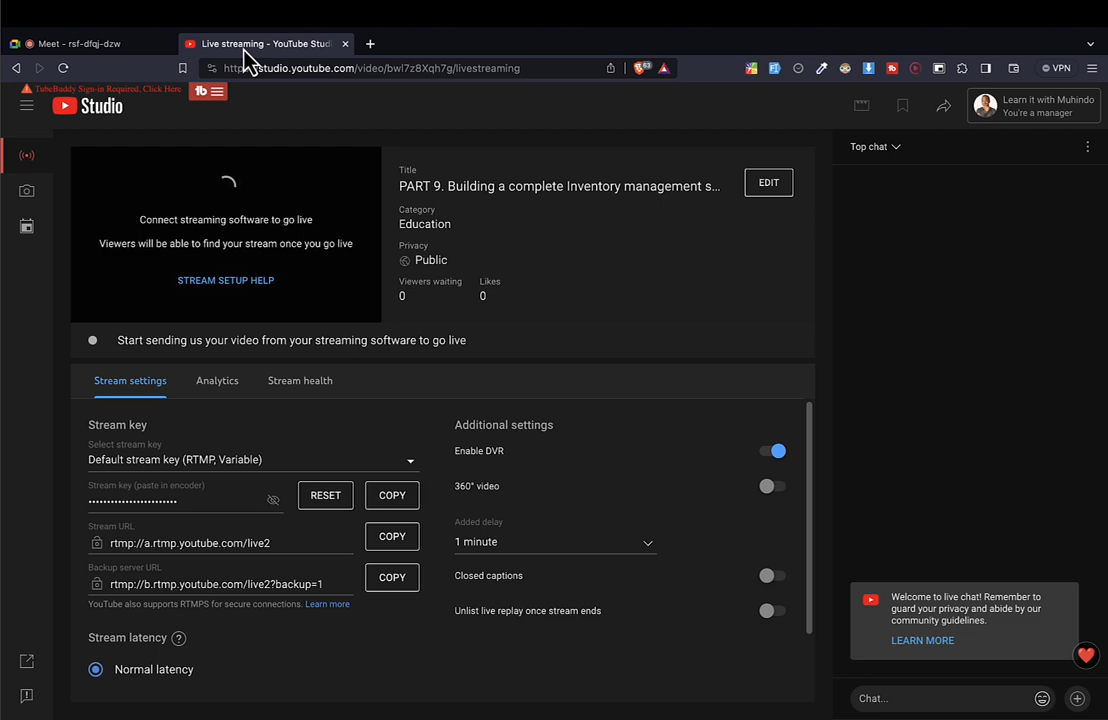 Meet - rsf-dfqj-dzw
Live streaming - YouTube Studi
studio.youtube.com/video/bwl7z8Xqh7g/livestreaming
63
VPN
TubeBuddy Sign-in Required, Click Here
tb
Studio
Learn it with Muhindo
You're a manager
Top chat
Connect streaming software to go live
Viewers will be able to find your stream once you go live
STREAM SETUP HELP
Title
PART 9. Building a complete Inventory management s...
EDIT
Category
Education
Privacy
Public
Viewers waiting
Likes
0
0
Start sending us your video from your streaming software to go live
Stream settings
Analytics
Stream health
Stream key
Select stream key
Default stream key (RTMP, Variable)
Stream key (paste in encoder)
••••••••••••••••••••••••
RESET
COPY
Stream URL
rtmp://a.rtmp.youtube.com/live2
COPY
Backup server URL
rtmp://b.rtmp.youtube.com/live2?backup=1
COPY
YouTube also supports RTMPS for secure connections. Learn more
Stream latency ?
Normal latency
Additional settings
Enable DVR
360° video
Added delay
1 minute
Closed captions
Unlist live replay once stream ends
Welcome to live chat! Remember to
guard your privacy and abide by our
community guidelines.
LEARN MORE
Chat...